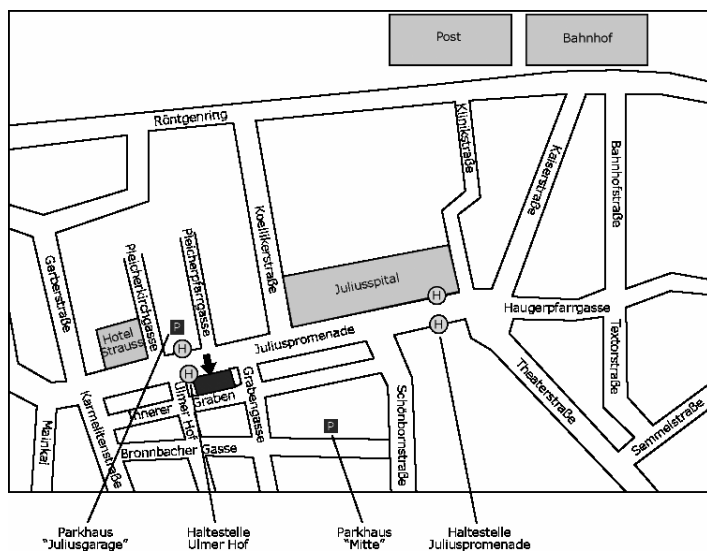 Post
Bahnhof
Röntgenring
Klinikstraße
Kaiserstraße
Bahnhofstraße
Koellikerstraße
Pleicherpfarrgasse
Pleicherkirchgasse
Gerberstraße
Juliusspital
H
Haugerpfarrgasse
P
Hotel
Strauss
H
Juliuspromenade
H
Textorstraße
H
Theaterstraße
Innerer Graben
Ulmer Hof
Grabengasse
Schönbornstraße
Karmelitenstraße
Mainkai
P
Bronnbacher Gasse
Semmelstraße
Parkhaus
"Juliusgarage"
Haltestelle
Ulmer Hof
Parkhaus
"Mitte"
Haltestelle
Juliuspromenade